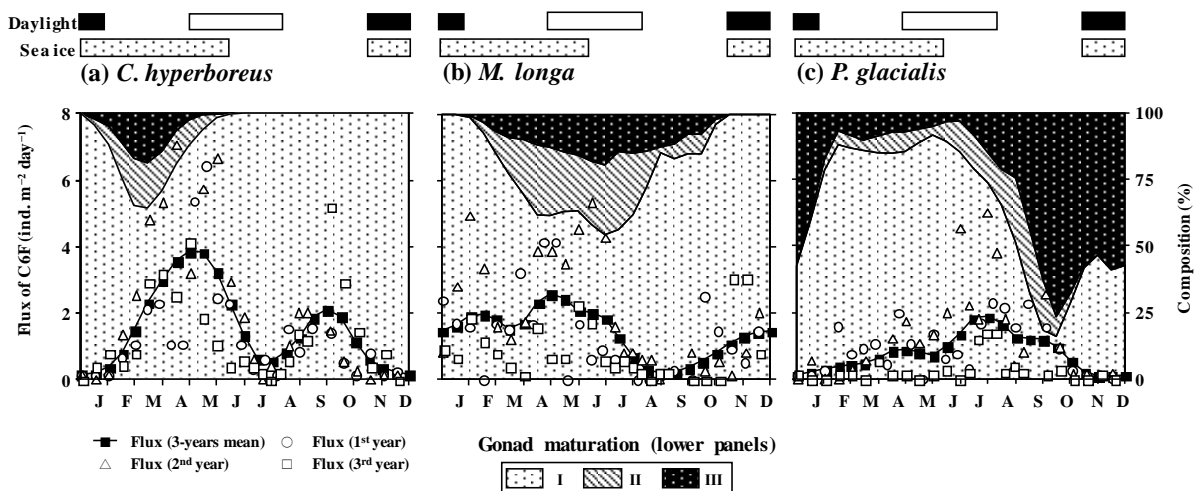 Daylight
Sea ice
(a) C. hyperboreus
(b) M. longa
(c) P. glacialis
Flux of C6F (ind. m⁻² day⁻¹)
8
6
4
2
0
100
75
50
25
0
Composition (%)
J F M A M J J A S O N D
J F M A M J J A S O N D
J F M A M J J A S O N D
Flux (3-years mean)
Flux (1st year)
Flux (2nd year)
Flux (3rd year)
Gonad maturation (lower panels)
I II III